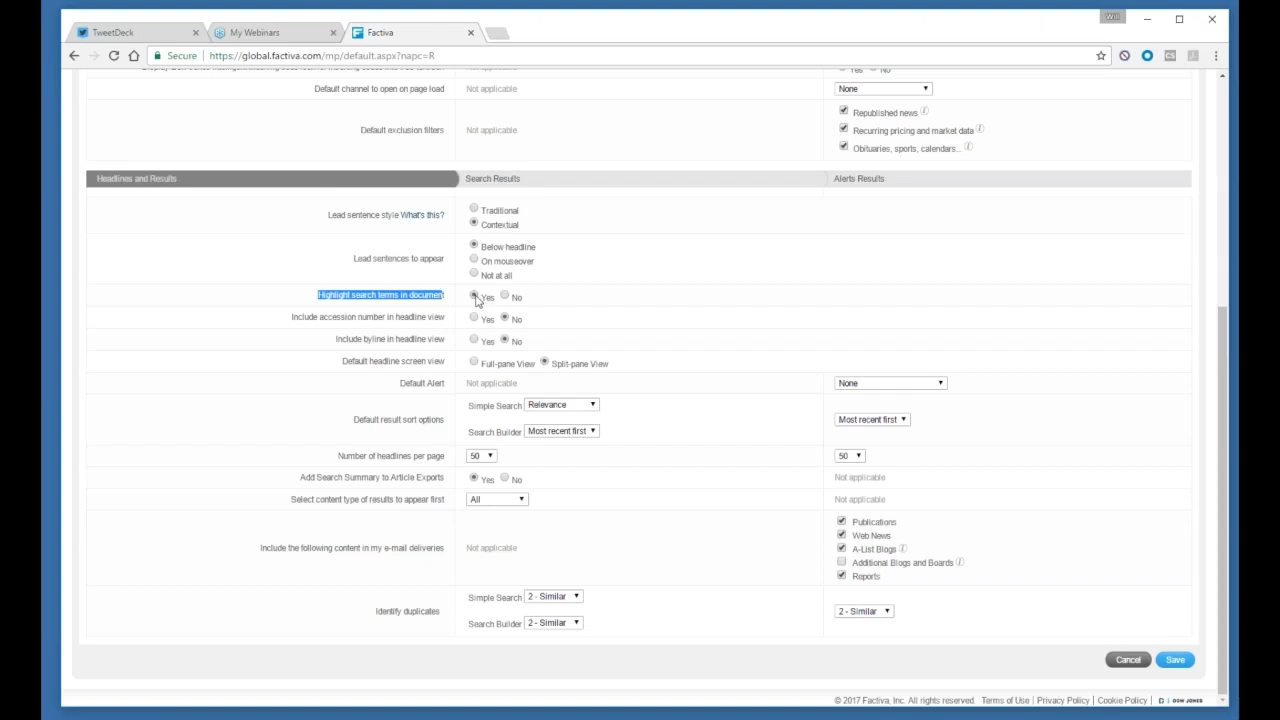 Will
TweetDeck
My Webinars
Factiva
Secure
https://global.factiva.com/mp/default.aspx?napc=R
Yes No
Default channel to open on page load Not applicable None
Default exclusion filters Not applicable
Republished news
Recurring pricing and market data
Obituaries, sports, calendars...
Headlines and Results Search Results Alerts Results
Lead sentence style What's this?
Traditional
Contextual
Lead sentences to appear
Below headline
On mouseover
Not at all
Highlight search terms in document Yes No
Include accession number in headline view Yes No
Include byline in headline view Yes No
Default headline screen view Full-pane View Split-pane View
Default Alert Not applicable None
Default result sort options
Simple Search Relevance
Search Builder Most recent first
Most recent first
Number of headlines per page 50 50
Add Search Summary to Article Exports Yes No Not applicable
Select content type of results to appear first All Not applicable
Include the following content in my e-mail deliveries Not applicable
Publications
Web News
A-List Blogs
Additional Blogs and Boards
Reports
Identify duplicates
Simple Search 2 - Similar
Search Builder 2 - Similar
2 - Similar
Cancel Save
© 2017 Factiva, Inc. All rights reserved. Terms of Use | Privacy Policy | Cookie Policy | D | DOW JONES